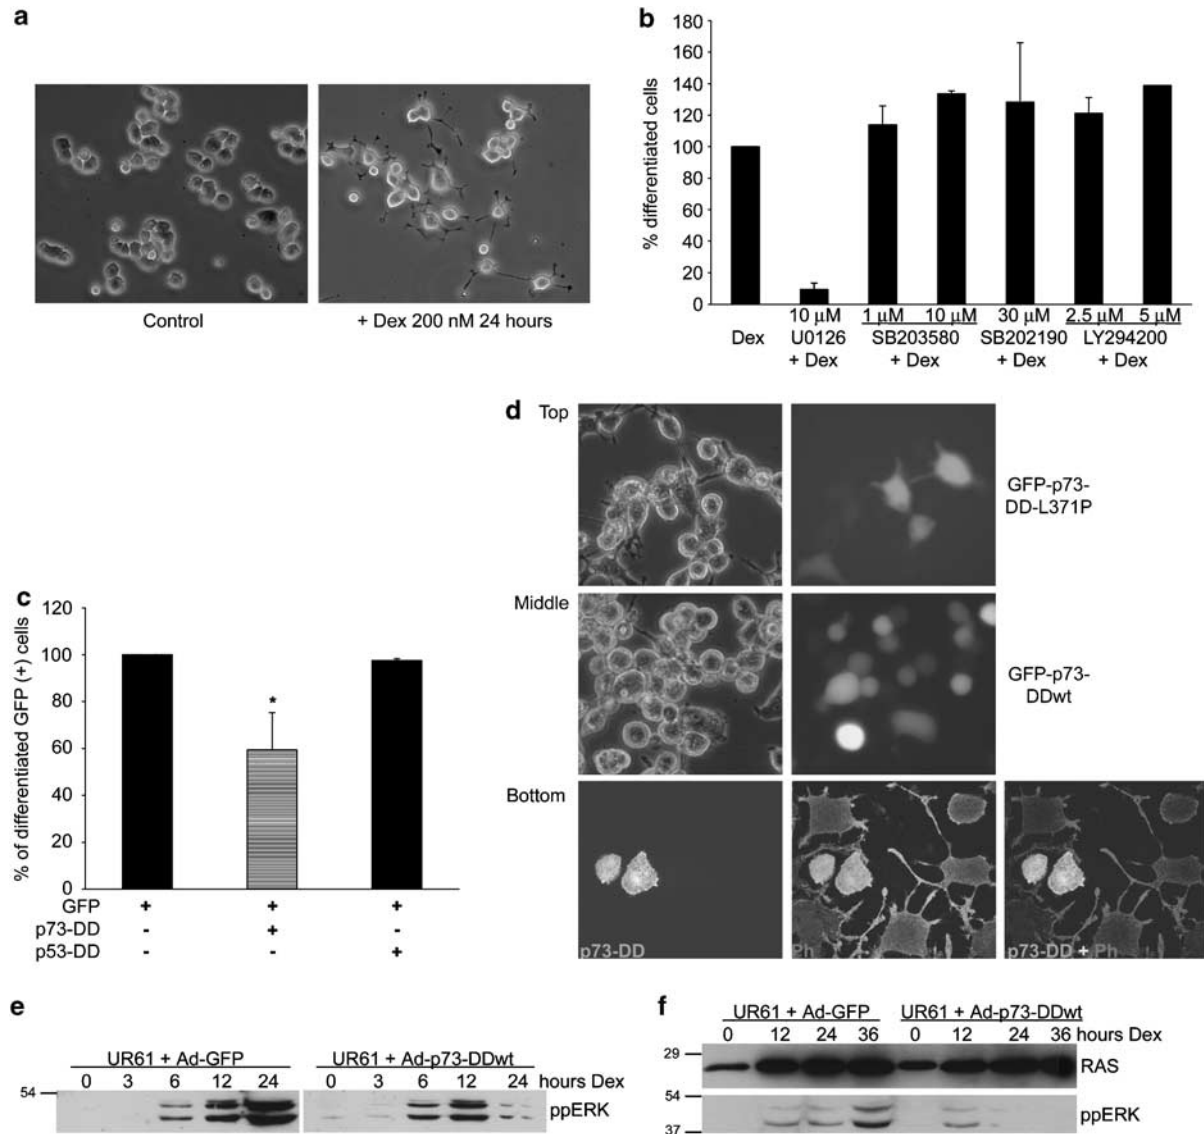 a
Control
+ Dex 200 nM 24 hours
b
% differentiated cells
180
160
140
120
100
80
60
40
20
0
10 µM
1 µM
10 µM
30 µM
2.5 µM
5 µM
Dex
U0126
SB203580
SB202190
LY294200
+ Dex
+ Dex
+ Dex
+ Dex
c
% of differentiated GFP (+) cells
120
100
80
60
40
20
0
*
GFP + + +
p73-DD - + -
p53-DD - - +
d
Top
GFP-p73-
DD-L371P
Middle
GFP-p73-
DDwt
Bottom
p73-DD
Ph
p73-DD + Ph
e
UR61 + Ad-GFP
UR61 + Ad-p73-DDwt
0 3 6 12 24
0 3 6 12 24
hours Dex
54
ppERK
f
UR61 + Ad-GFP
UR61 + Ad-p73-DDwt
0 12 24 36
0 12 24 36
hours Dex
29
RAS
54
ppERK
37